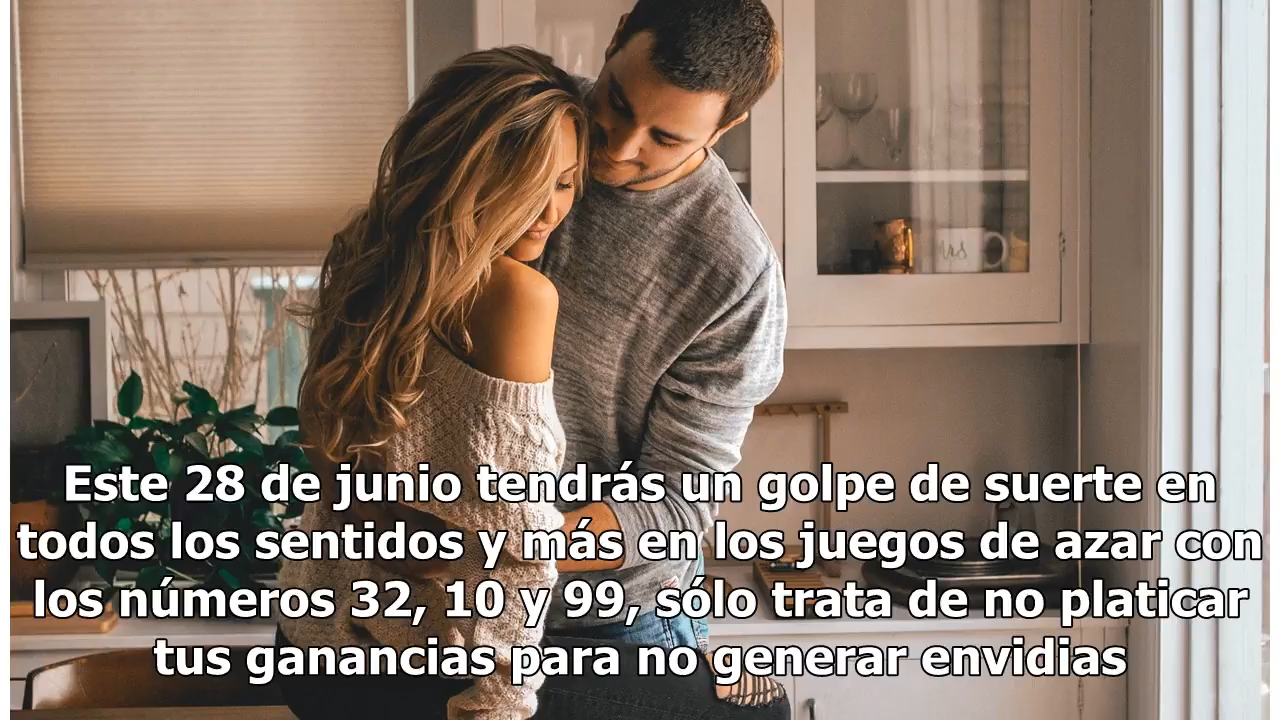 Este 28 de junio tendrás un golpe de suerte en
todos los sentidos y más en los juegos de azar con
los números 32, 10 y 99, sólo trata de no platicar
tus ganancias para no generar envidias